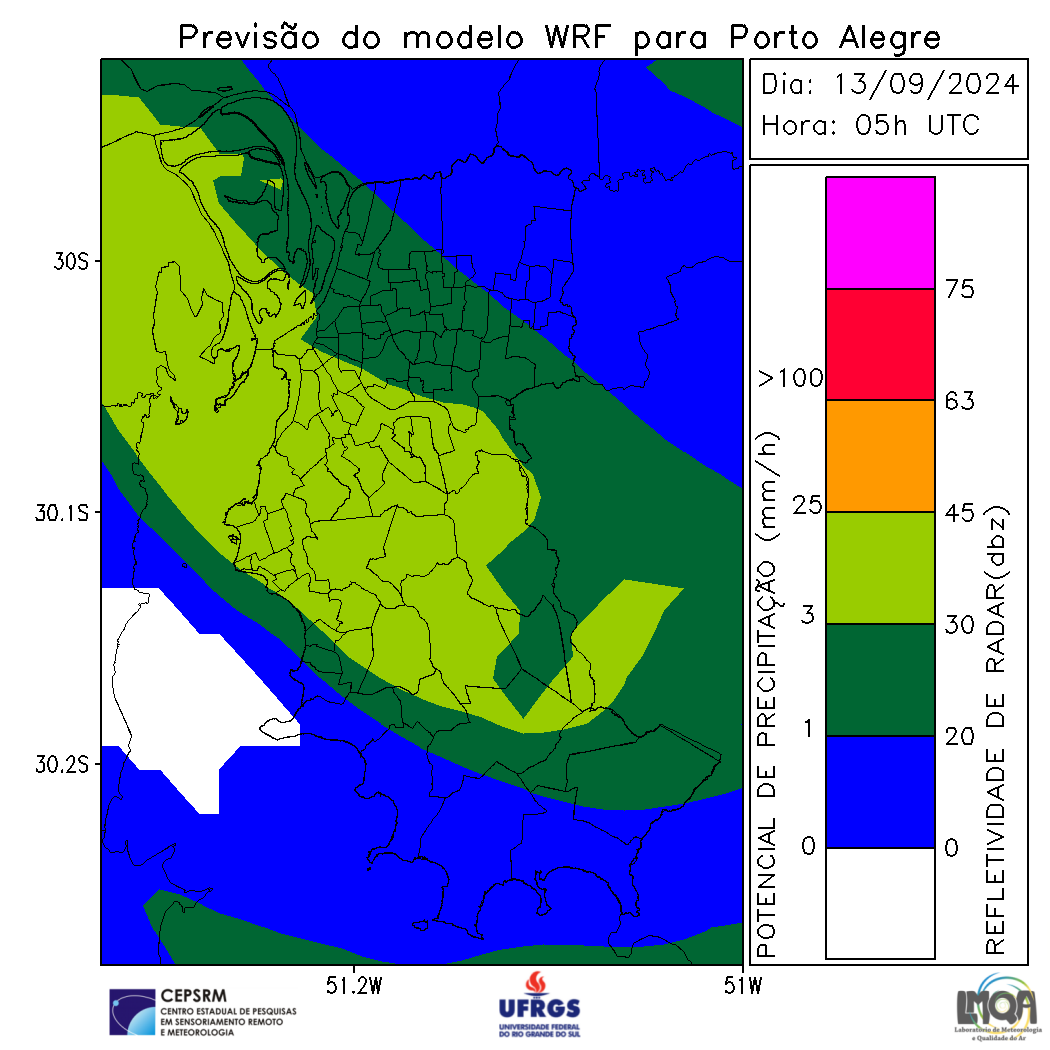 Previsão do modelo WRF para Porto Alegre
Dia: 13/09/2024
Hora: 05h UTC
30S
30.1S
30.2S
51.2W
51W
POTENCIAL DE PRECIPITAÇÃO (mm/h)
>100
25
3
1
0
75
63
45
30
20
0
REFLETIVIDADE DE RADAR(dbz)
CEPSRM
CENTRO ESTADUAL DE PESQUISAS
EM SENSORIAMENTO REMOTO
E METEOROLOGIA
UFRGS
UNIVERSIDADE FEDERAL
DO RIO GRANDE DO SUL
LMQA
Laboratório de Meteorologia
e Qualidade do Ar